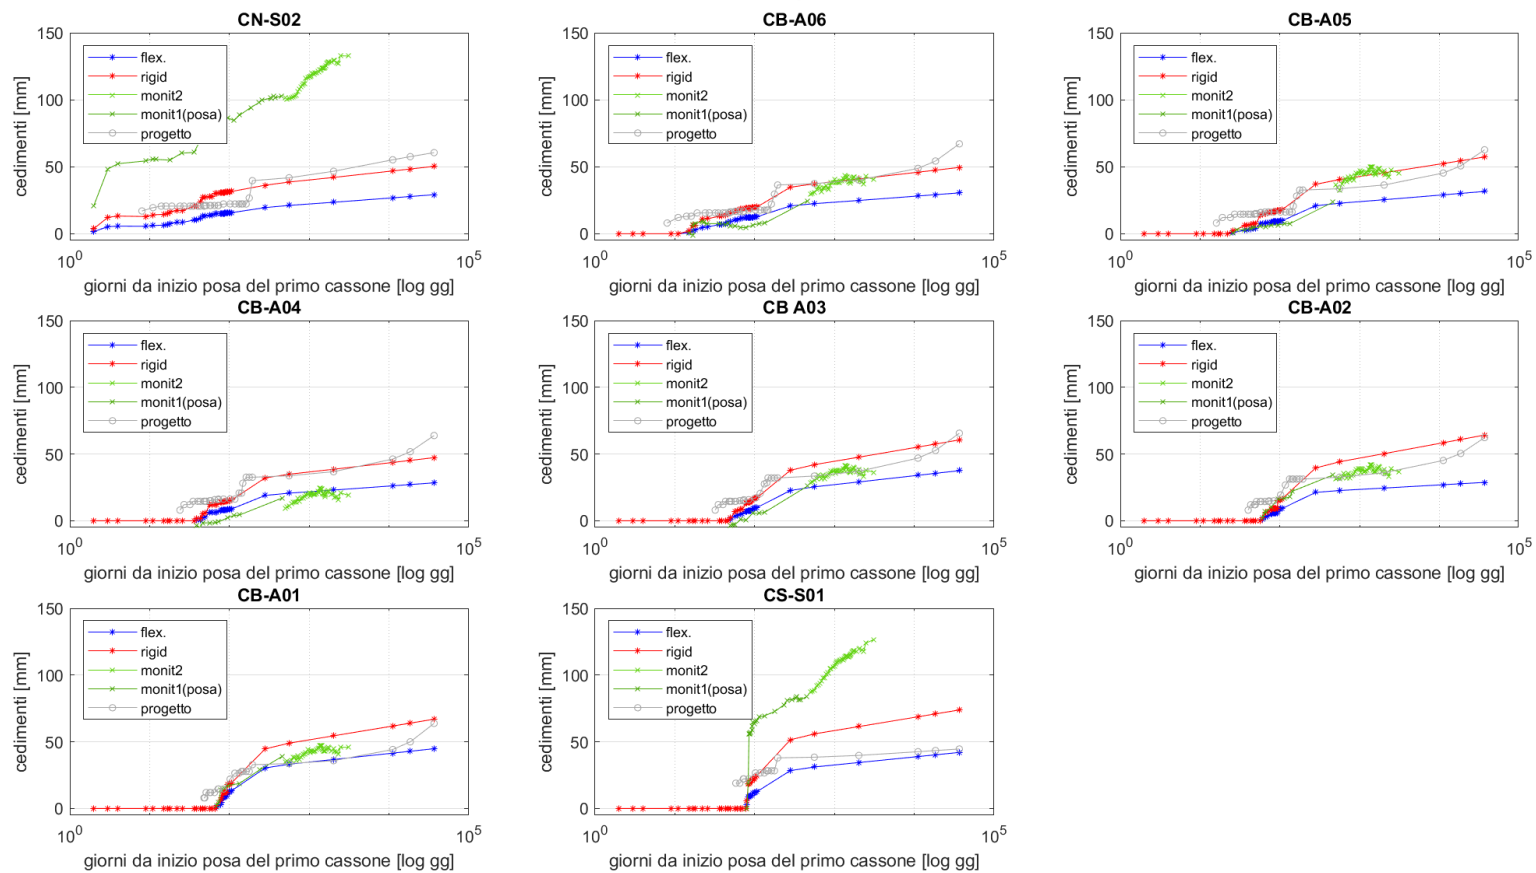 CN-S02
150
100
50
0
cedimenti [mm]
flex.
rigid
monit2
monit1(posa)
progetto
10^0
10^5
giorni da inizio posa del primo cassone [log gg]
CB-A06
150
100
50
0
cedimenti [mm]
flex.
rigid
monit2
monit1(posa)
progetto
10^0
10^5
giorni da inizio posa del primo cassone [log gg]
CB-A05
150
100
50
0
cedimenti [mm]
flex.
rigid
monit2
monit1(posa)
progetto
10^0
10^5
giorni da inizio posa del primo cassone [log gg]
CB-A04
150
100
50
0
cedimenti [mm]
flex.
rigid
monit2
monit1(posa)
progetto
10^0
10^5
giorni da inizio posa del primo cassone [log gg]
CB A03
150
100
50
0
cedimenti [mm]
flex.
rigid
monit2
monit1(posa)
progetto
10^0
10^5
giorni da inizio posa del primo cassone [log gg]
CB-A02
150
100
50
0
cedimenti [mm]
flex.
rigid
monit2
monit1(posa)
progetto
10^0
10^5
giorni da inizio posa del primo cassone [log gg]
CB-A01
150
100
50
0
cedimenti [mm]
flex.
rigid
monit2
monit1(posa)
progetto
10^0
10^5
giorni da inizio posa del primo cassone [log gg]
CS-S01
150
100
50
0
cedimenti [mm]
flex.
rigid
monit2
monit1(posa)
progetto
10^0
10^5
giorni da inizio posa del primo cassone [log gg]